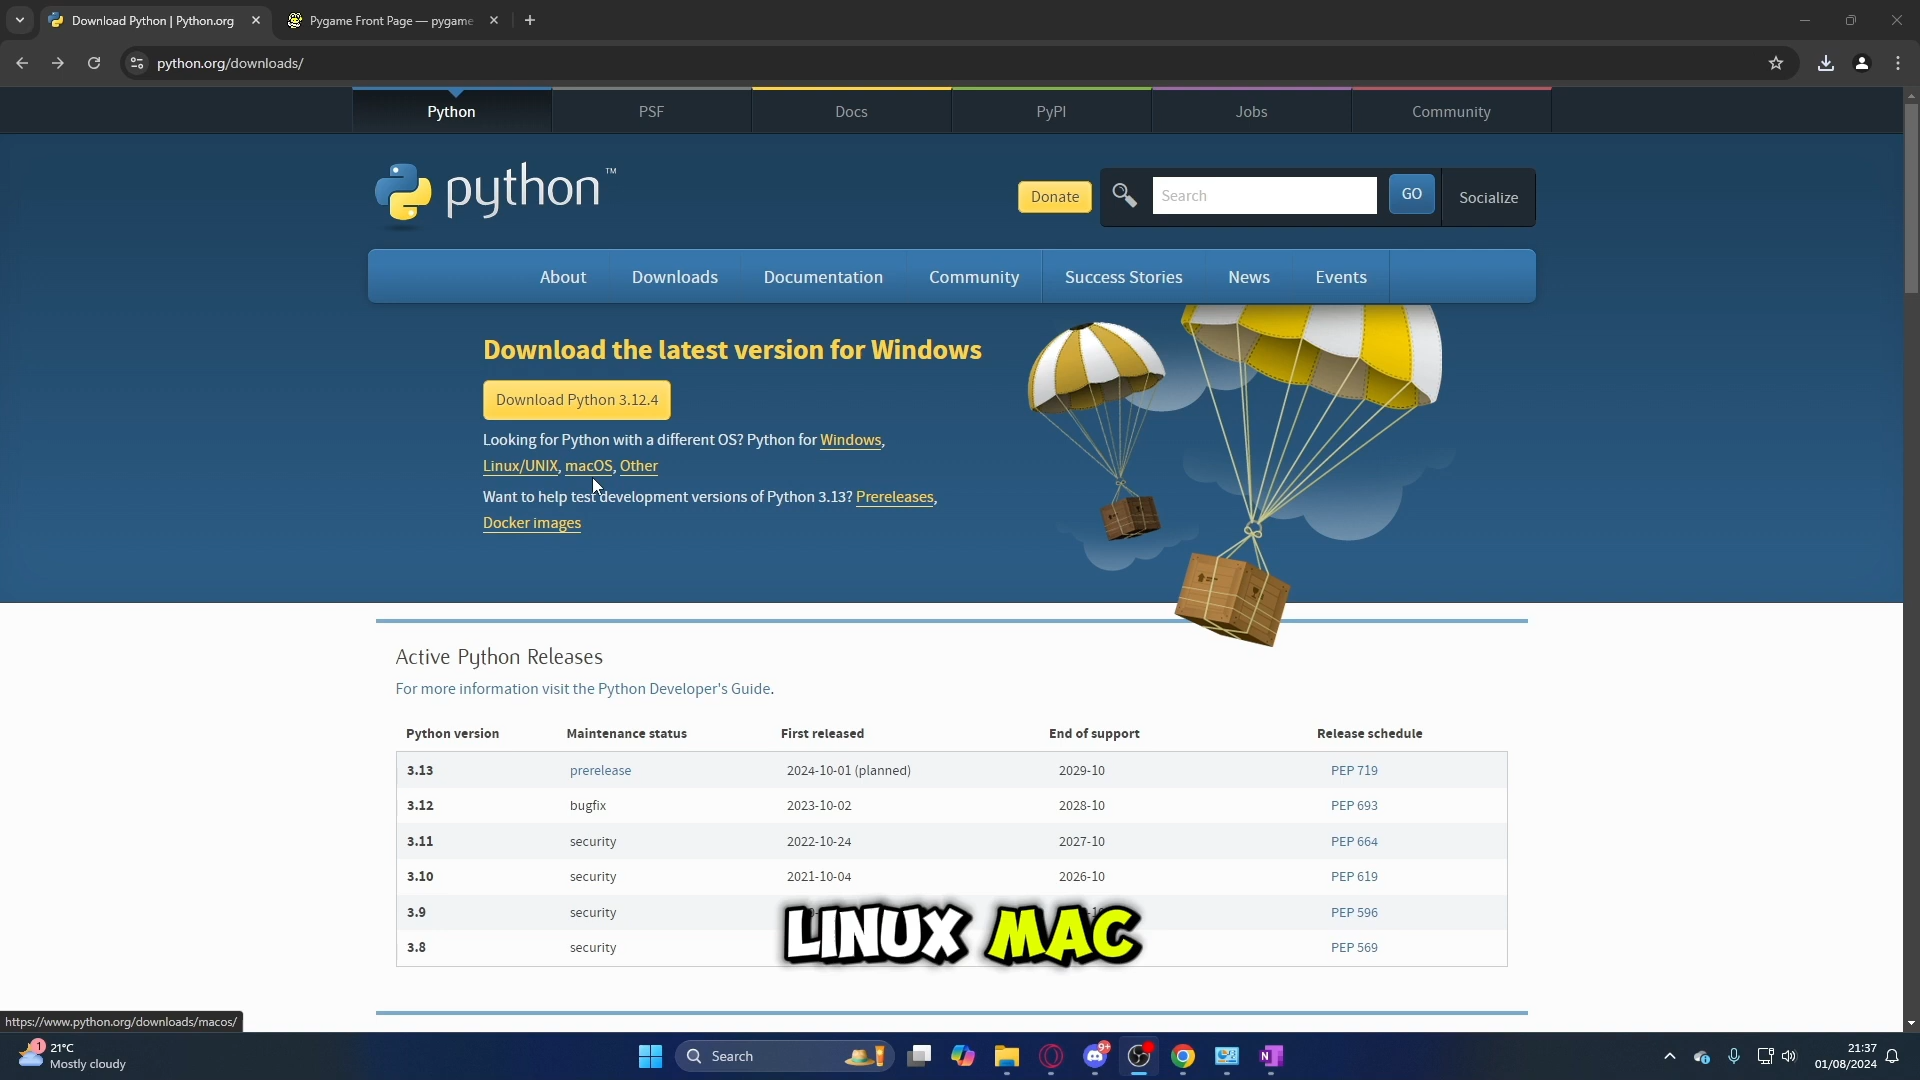 Download Python | Python.org
Pygame Front Page — pygame
python.org/downloads/
Python
PSF
Docs
PyPI
Jobs
Community
python™
Donate
Search
GO
Socialize
About
Downloads
Documentation
Community
Success Stories
News
Events
Download the latest version for Windows
Download Python 3.12.4
Looking for Python with a different OS? Python for Windows,
Linux/UNIX, macOS, Other
Want to help test development versions of Python 3.13? Prereleases,
Docker images
Active Python Releases
For more information visit the Python Developer's Guide.
Python version Maintenance status First released End of support Release schedule
3.13 prerelease 2024-10-01 (planned) 2029-10 PEP 719
3.12 bugfix 2023-10-02 2028-10 PEP 693
3.11 security 2022-10-24 2027-10 PEP 664
3.10 security 2021-10-04 2026-10 PEP 619
3.9 security PEP 596
3.8 security PEP 569
LINUX MAC
https://www.python.org/downloads/macos/
1
21°C
Mostly cloudy
Search
9+
21:37
01/08/2024